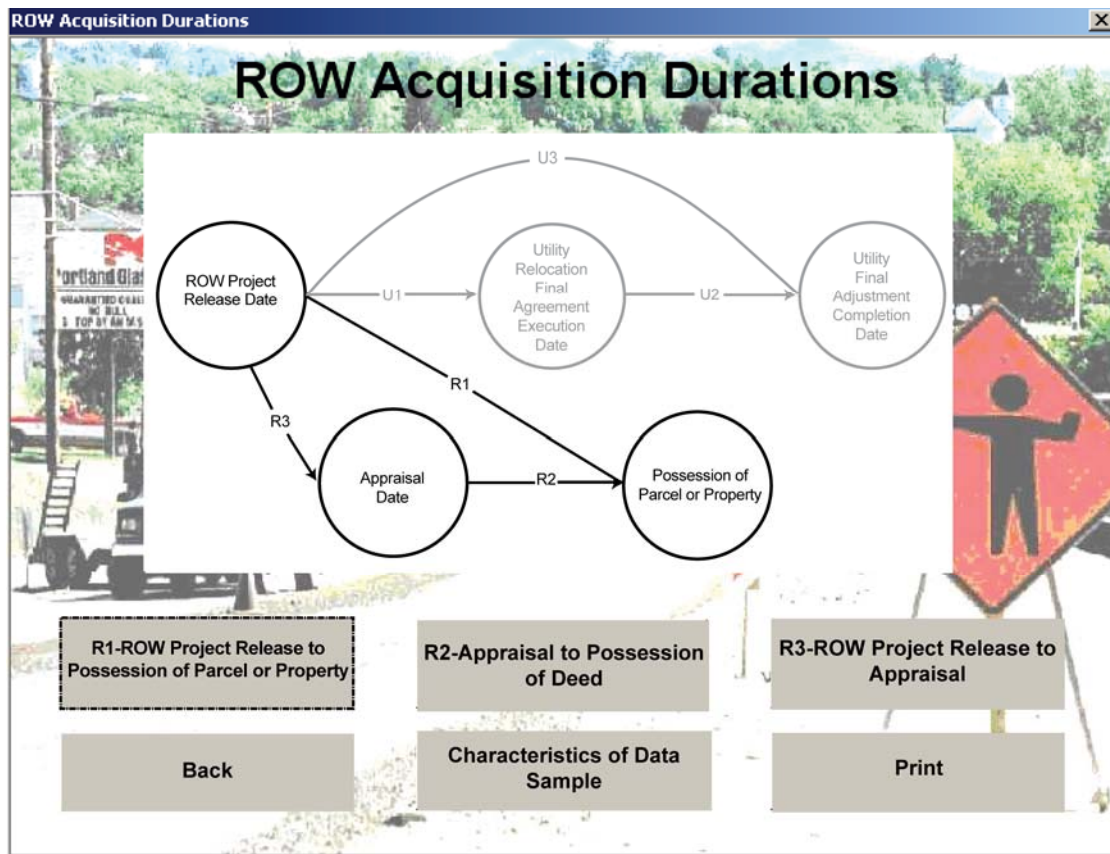 ROW Acquisition Durations
ROW Acquisition Durations
U3
ROW Project
Release Date
U1
Utility
Relocation
Final
Agreement
Execution
Date
U2
Utility
Final
Adjustment
Completion
Date
R1
R3
Appraisal
Date
R2
Possession of
Parcel or Property
R1-ROW Project Release to
Possession of Parcel or Property
R2-Appraisal to Possession
of Deed
R3-ROW Project Release to
Appraisal
Back
Characteristics of Data
Sample
Print